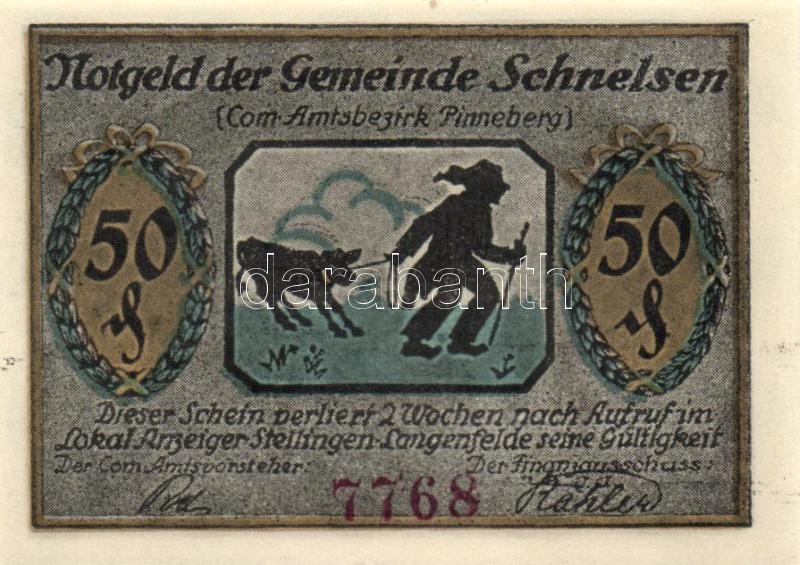 Notgeld der Gemeinde Schnelsen
(Com-Amtsbezirk Pinneberg)
50
50
darabanth
Dieser Schein verliert 2 Wochen nach Aufruf im
Lokal-Anzeiger Stellingen-Langenfelde seine Gültigkeit
Der Com. Amtsvorsteher:
Der Finanzausschuss:
7768